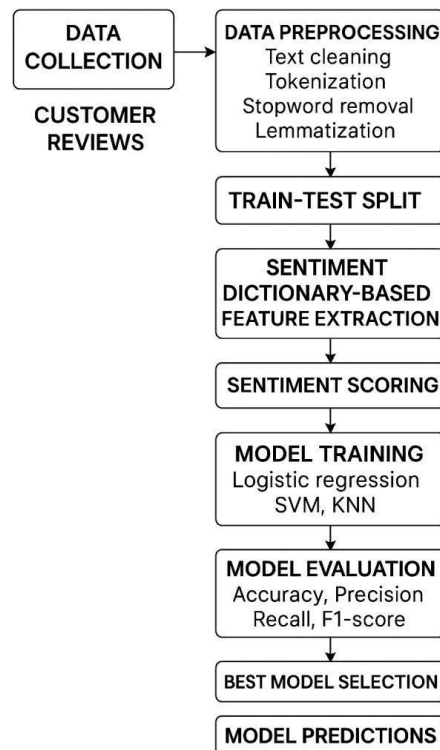 DATA
COLLECTION
CUSTOMER
REVIEWS
DATA PREPROCESSING
Text cleaning
Tokenization
Stopword removal
Lemmatization
TRAIN-TEST SPLIT
SENTIMENT
DICTIONARY-BASED
FEATURE EXTRACTION
SENTIMENT SCORING
MODEL TRAINING
Logistic regression
SVM, KNN
MODEL EVALUATION
Accuracy, Precision
Recall, F1-score
BEST MODEL SELECTION
MODEL PREDICTIONS